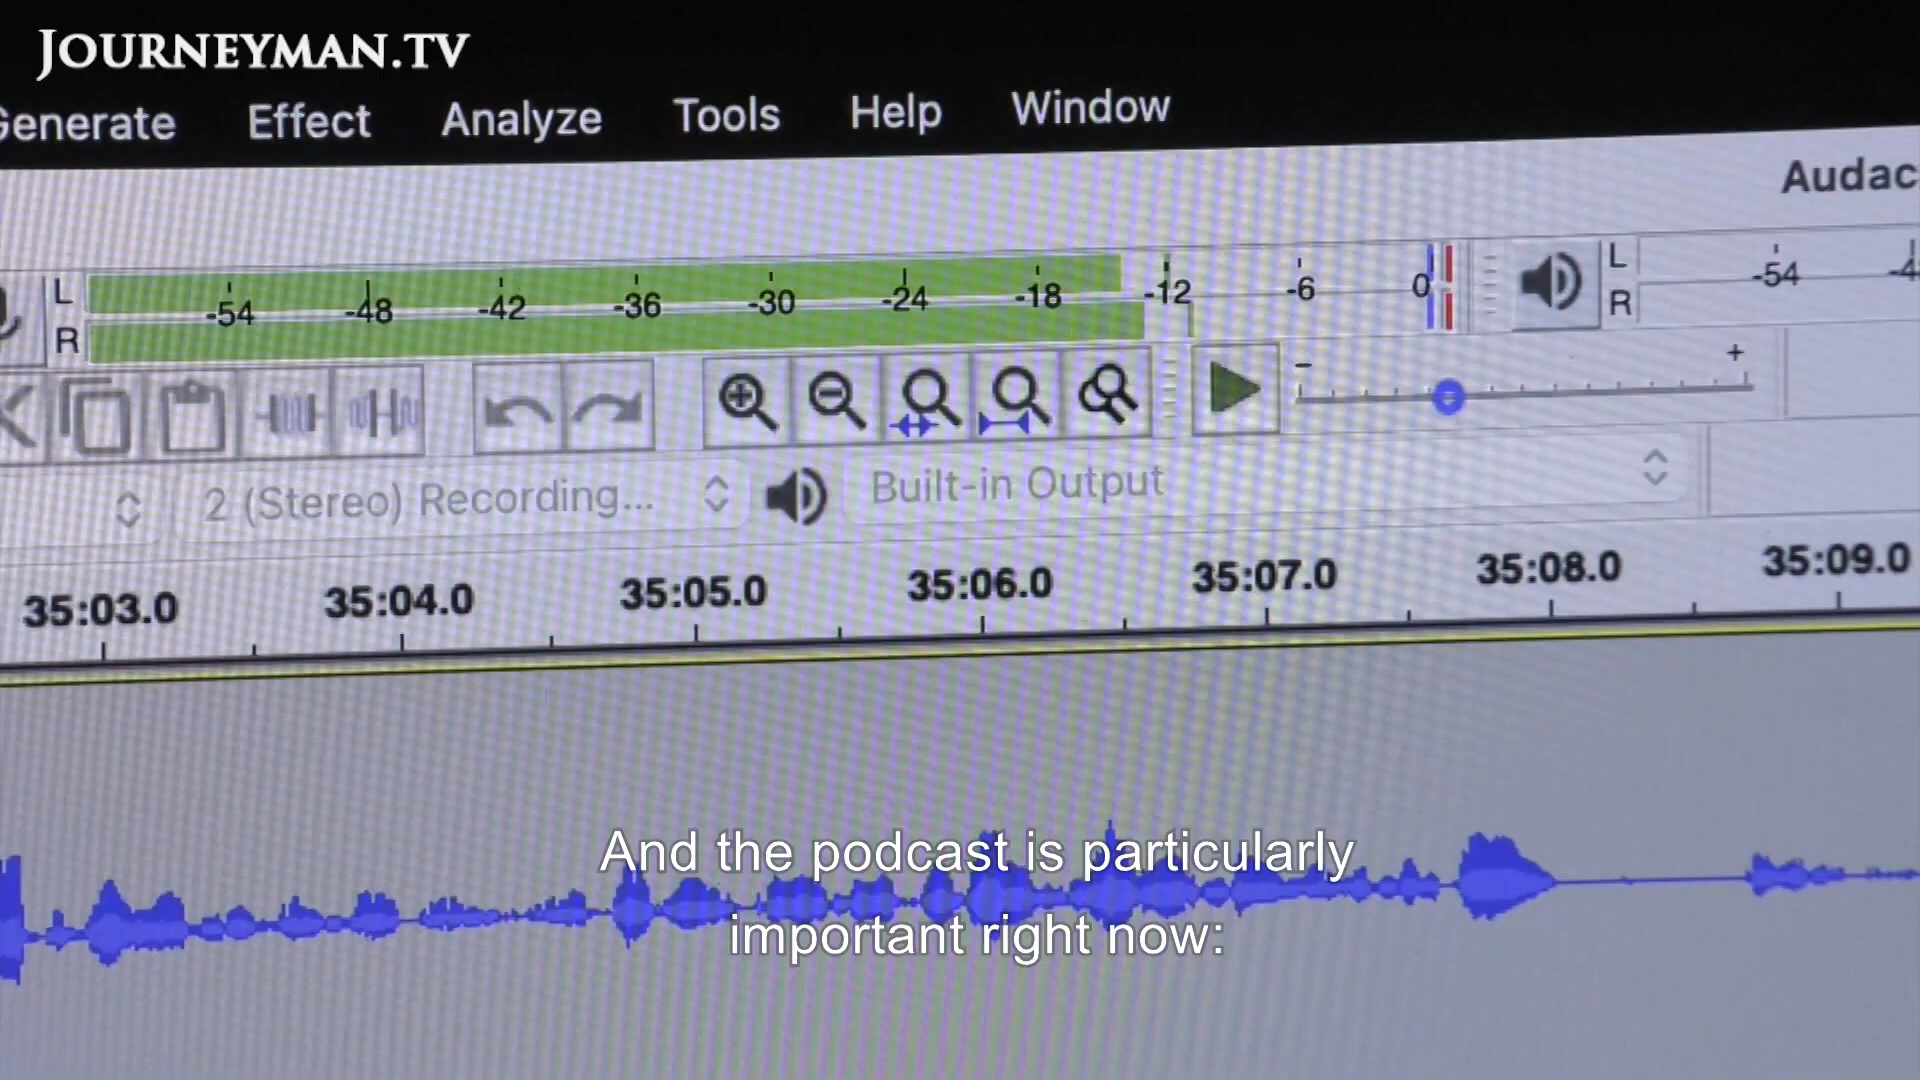 JOURNEYMAN.TV
Generate Effect Analyze Tools Help Window
Audac
L -54 -48 -42 -36 -30 -24 -18 -12 -6 0 L -54 -4
R R
- +
2 (Stereo) Recording... Built-in Output
35:03.0 35:04.0 35:05.0 35:06.0 35:07.0 35:08.0 35:09.0
And the podcast is particularly
important right now: